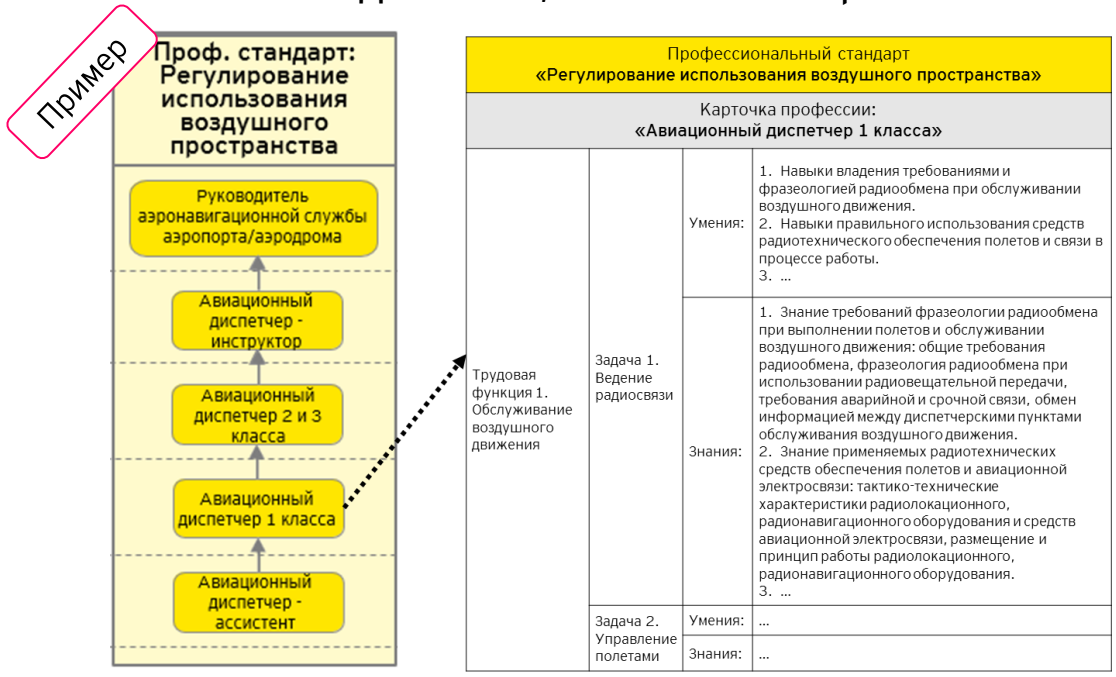 Пример
Проф. стандарт:
Регулирование
использования
воздушного
пространства
Руководитель
аэронавигационной службы
аэропорта/аэродрома
Авиационный
диспетчер -
инструктор
Авиационный
диспетчер 2 и 3
класса
Авиационный
диспетчер 1 класса
Авиационный
диспетчер -
ассистент
Профессиональный стандарт
«Регулирование использования воздушного пространства»
Карточка профессии:
«Авиационный диспетчер 1 класса»
Трудовая
функция 1.
Обслуживание
воздушного
движения
Задача 1.
Ведение
радиосвязи
Умения:
1. Навыки владения требованиями и
фразеологией радиообмена при обслуживании
воздушного движения.
2. Навыки правильного использования средств
радиотехнического обеспечения полетов и связи в
процессе работы.
3. ...
Знания:
1. Знание требований фразеологии радиообмена
при выполнении полетов и обслуживании
воздушного движения: общие требования
радиообмена, фразеология радиообмена при
использовании радиовещательной передачи,
требования аварийной и срочной связи, обмен
информацией между диспетчерскими пунктами
обслуживания воздушного движения.
2. Знание применяемых радиотехнических
средств обеспечения полетов и авиационной
электросвязи: тактико-технические
характеристики радиолокационного,
радионавигационного оборудования и средств
авиационной электросвязи, размещение и
принцип работы радиолокационного,
радионавигационного оборудования.
3. ...
Задача 2.
Управление
полетами
Умения:
...
Знания:
...